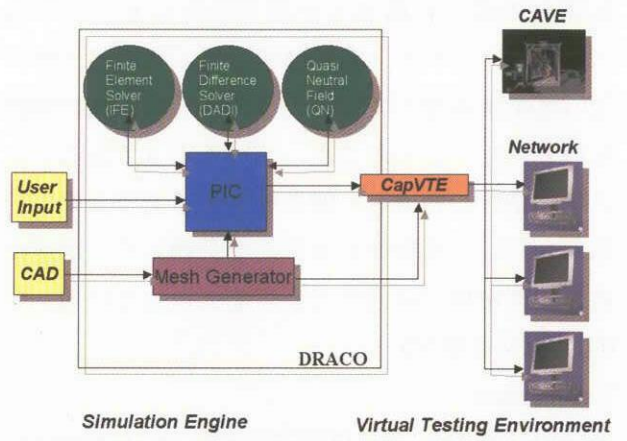 CAVE
Finite
Element
Solver
(IFE)
Finite
Difference
Solver
(DADI)
Quasi
Neutral
Field
(QN)
Network
User
Input
PIC
CapVTE
CAD
Mesh Generator
DRACO
Simulation Engine
Virtual Testing Environment